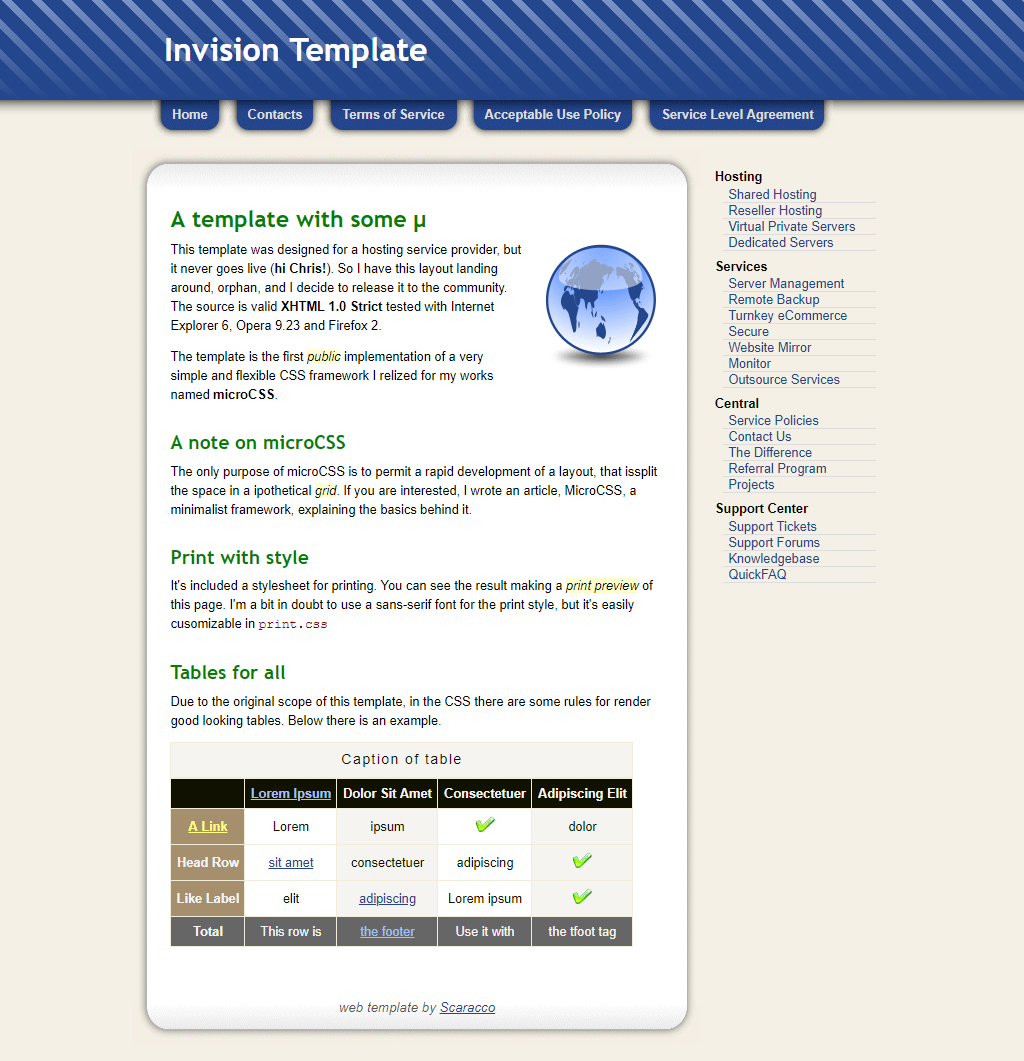 Invision Template
Home Contacts Terms of Service Acceptable Use Policy Service Level Agreement
A template with some µ
This template was designed for a hosting service provider, but
it never goes live (hi Chris!). So I have this layout landing
around, orphan, and I decide to release it to the community.
The source is valid XHTML 1.0 Strict tested with Internet
Explorer 6, Opera 9.23 and Firefox 2.
The template is the first public implementation of a very
simple and flexible CSS framework I relized for my works
named microCSS.
A note on microCSS
The only purpose of microCSS is to permit a rapid development of a layout, that issplit
the space in a ipothetical grid. If you are interested, I wrote an article, MicroCSS, a
minimalist framework, explaining the basics behind it.
Print with style
It's included a stylesheet for printing. You can see the result making a print preview of
this page. I'm a bit in doubt to use a sans-serif font for the print style, but it's easily
cusomizable in print.css
Tables for all
Due to the original scope of this template, in the CSS there are some rules for render
good looking tables. Below there is an example.
Caption of table
Lorem Ipsum Dolor Sit Amet Consectetuer Adipiscing Elit
A Link Lorem ipsum dolor
Head Row sit amet consectetuer adipiscing
Like Label elit adipiscing Lorem ipsum
Total This row is the footer Use it with the tfoot tag
web template by Scaracco
Hosting
Shared Hosting
Reseller Hosting
Virtual Private Servers
Dedicated Servers
Services
Server Management
Remote Backup
Turnkey eCommerce
Secure
Website Mirror
Monitor
Outsource Services
Central
Service Policies
Contact Us
The Difference
Referral Program
Projects
Support Center
Support Tickets
Support Forums
Knowledgebase
QuickFAQ